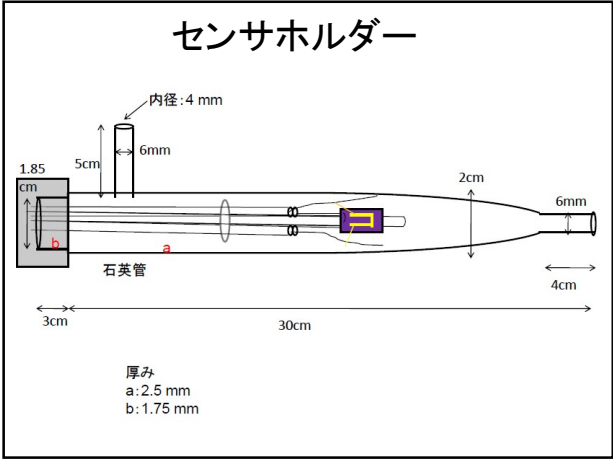 センサホルダー
内径：4 mm
6mm
5cm
1.85
cm
2cm
6mm
b
a
石英管
4cm
3cm
30cm
厚み
a：2.5 mm
b：1.75 mm